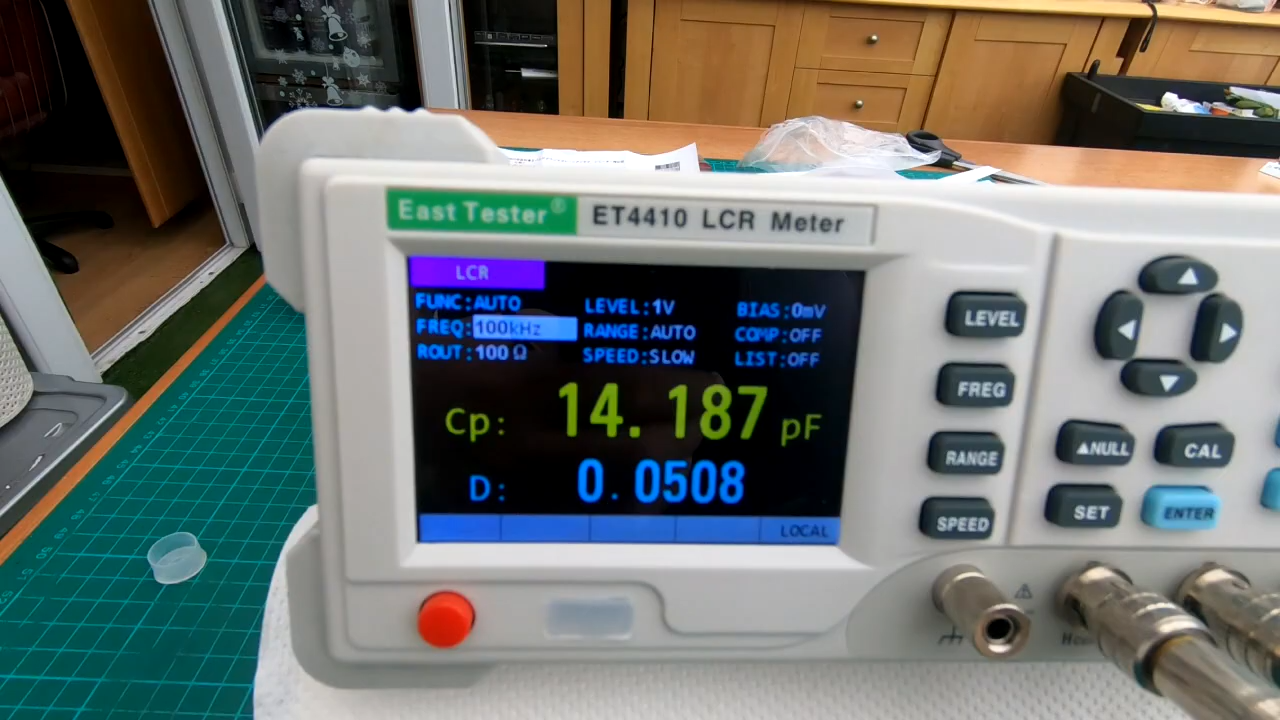 East Tester® ET4410 LCR Meter
LCR
FUNC:AUTO LEVEL:1V BIAS:0mV
FREQ:100kHz RANGE:AUTO COMP:OFF
ROUT:100Ω SPEED:SLOW LIST:OFF
Cp: 14.187 pF
D: 0.0508
LOCAL
LEVEL
FREQ
RANGE
SPEED
▲NULL CAL
SET ENTER